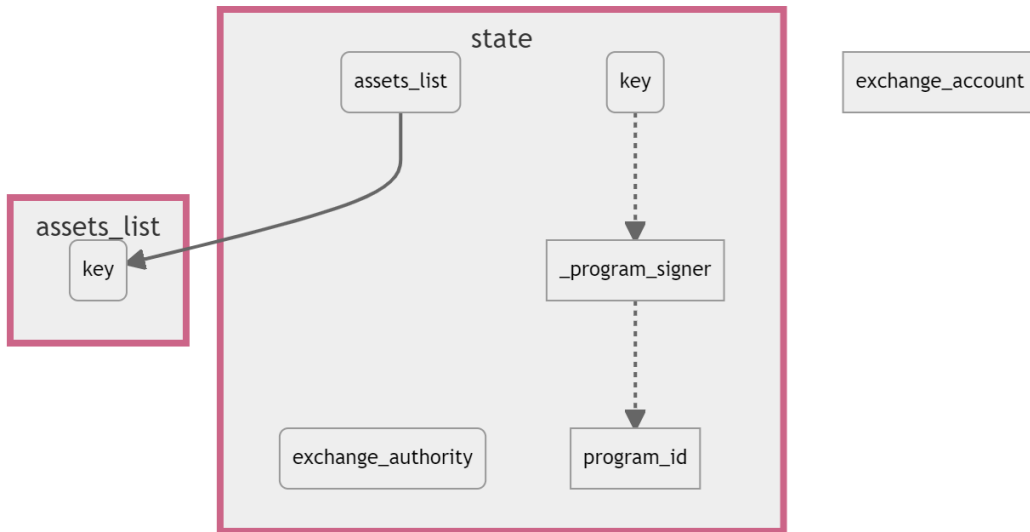 state
assets_list
key
exchange_account
assets_list
key
_program_signer
exchange_authority
program_id